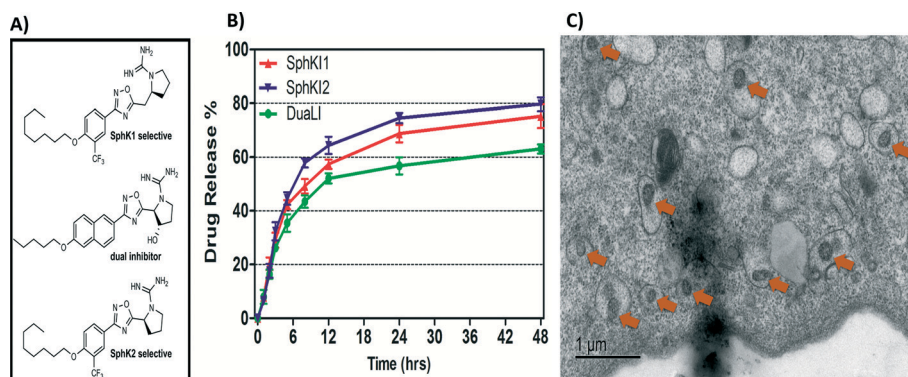 A)
NH₂
HN
N
N-O
N
O
CF₃
SphK1 selective
NH₂
HN
N
N-O
N
HO
O
dual inhibitor
NH₂
HN
N
N-O
N
O
CF₃
SphK2 selective
B)
100
80
60
40
20
0
Drug Release %
SphKI1
SphKI2
DuaLI
0 6 12 18 24 30 36 42 48
Time (hrs)
C)
1 µm